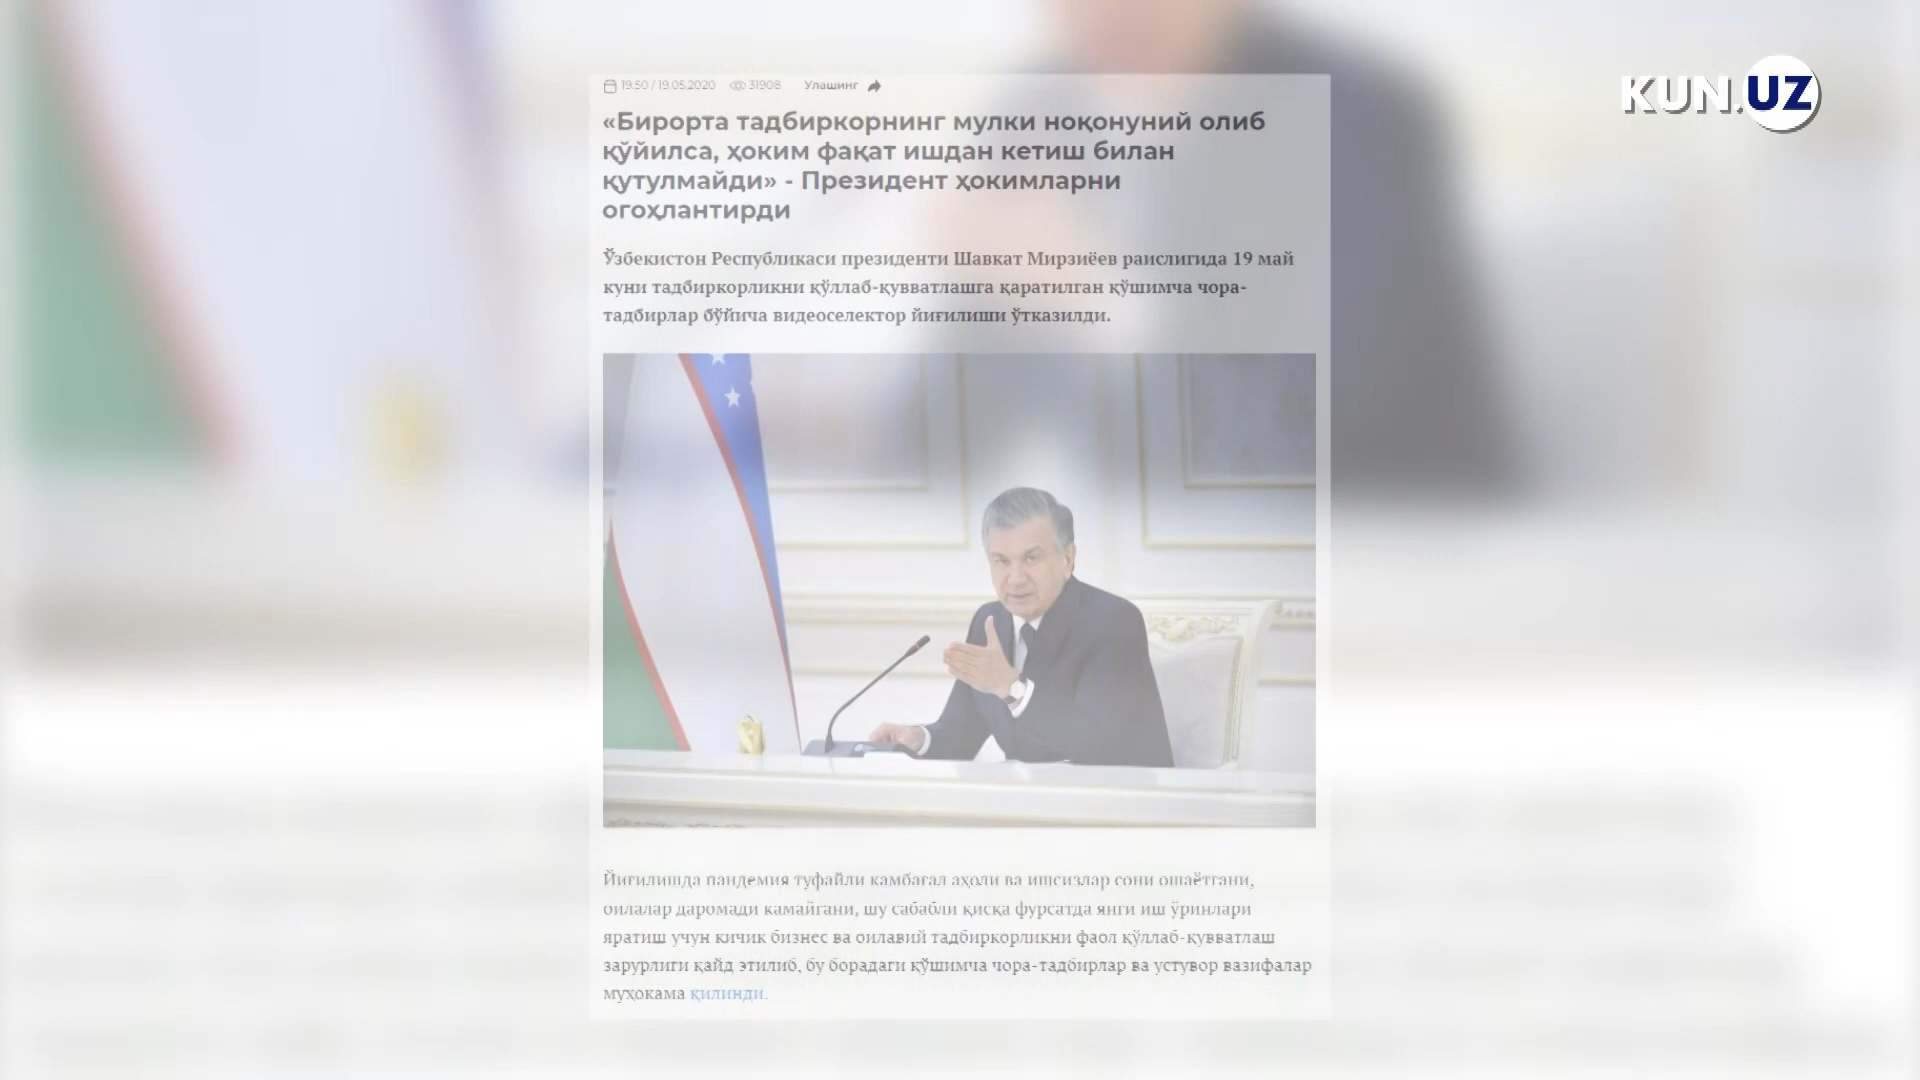 19:50 / 19.05.2020 31908 Улашинг
KUN.UZ
«Бирорта тадбиркорнинг мулки ноқонуний олиб
қўйилса, ҳоким фақат ишдан кетиш билан
қутулмайди» - Президент ҳокимларни
огоҳлантирди
Ўзбекистон Республикаси президенти Шавкат Мирзиёев раислигида 19 май
куни тадбиркорликни қўллаб-қувватлашга қаратилган қўшимча чора-
тадбирлар бўйича видеоселектор йиғилиши ўтказилди.
Йиғилишда пандемия туфайли камбағал аҳоли ва ишсизлар сони ошаётгани,
оилалар даромади камайгани, шу сабабли қисқа фурсатда янги иш ўринлари
яратиш учун кичик бизнес ва оилавий тадбиркорликни фаол қўллаб-қувватлаш
зарурлиги қайд этилиб, бу борадаги қўшимча чора-тадбирлар ва устувор вазифалар
муҳокама қилинди.